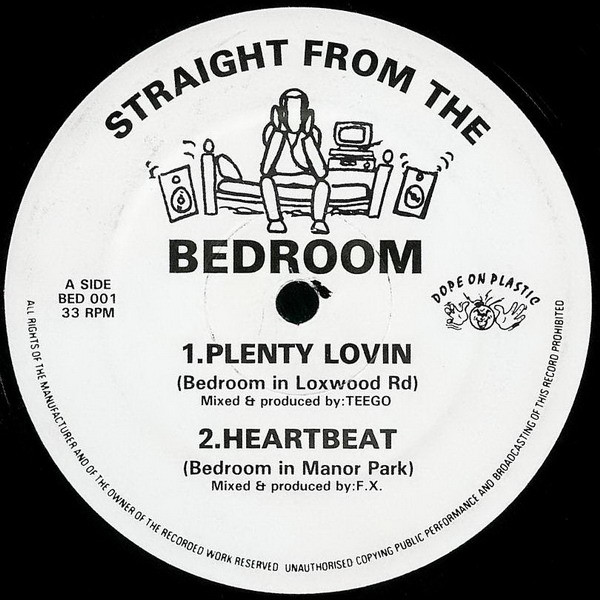 STRAIGHT FROM THE
BEDROOM
A SIDE
BED 001
33 RPM
DOPE ON PLASTIC
1.PLENTY LOVIN
(Bedroom in Loxwood Rd)
Mixed & produced by:TEEGO
2.HEARTBEAT
(Bedroom in Manor Park)
Mixed & produced by:F.X.
ALL RIGHTS OF THE MANUFACTURER AND OF THE OWNER OF THE RECORDED WORK RESERVED UNAUTHORISED COPYING PUBLIC PERFORMANCE AND BROADCASTING OF THIS RECORD PROHIBITED